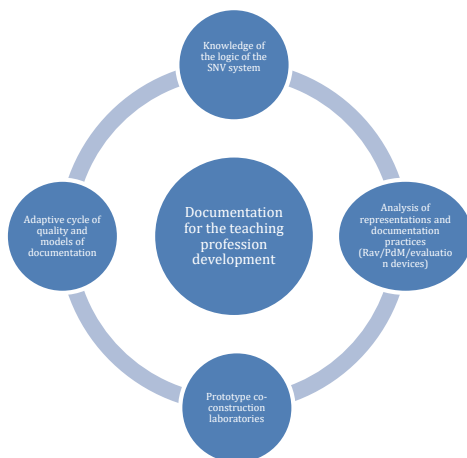 Knowledge of
the logic of the
SNV system
Adaptive cycle of
quality and
models of
documentation
Documentation
for the teaching
profession
development
Analysis of
representations and
documentation
practices
(Rav/PdM/evaluatio
n devices)
Prototype co-
construction
laboratories